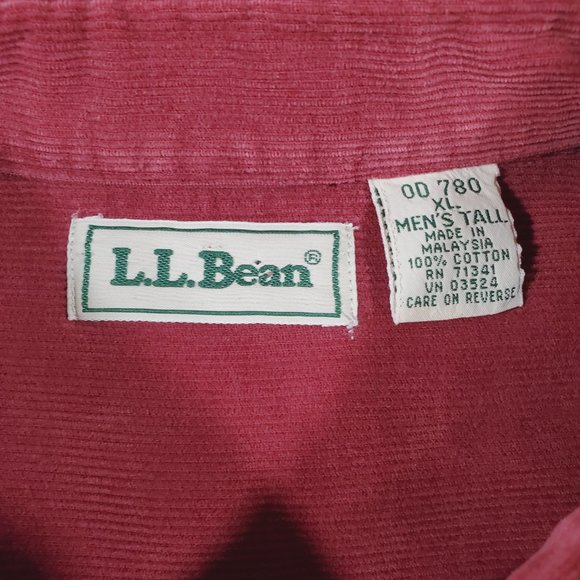 L.L.Bean®
OD 780
XL
MEN'S TALL
MADE IN
MALAYSIA
100% COTTON
RN 71341
VN 03524
CARE ON REVERSE